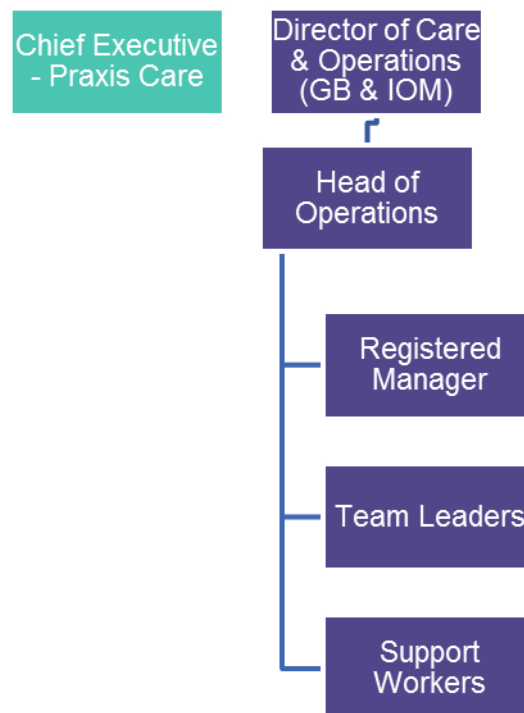 Chief Executive
- Praxis Care
Director of Care
& Operations
(GB & IOM)
Head of
Operations
Registered
Manager
Team Leaders
Support
Workers